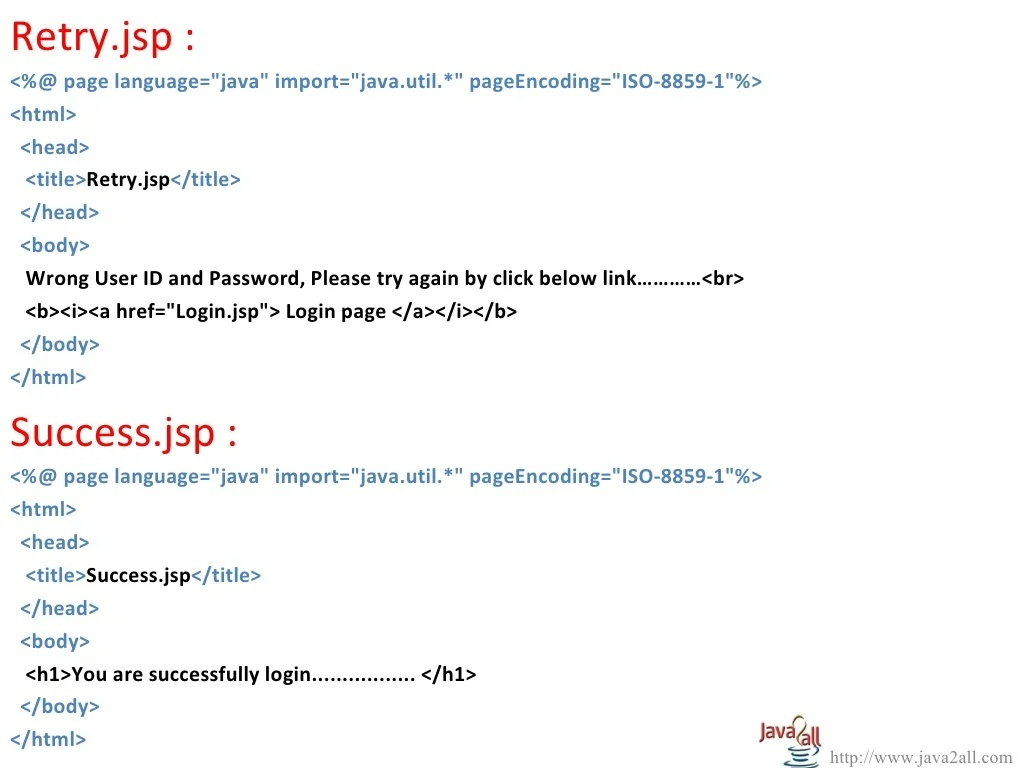 Retry.jsp :
<%@ page language="java" import="java.util.*" pageEncoding="ISO-8859-1"%>
<html>
<head>
<title>Retry.jsp</title>
</head>
<body>
Wrong User ID and Password, Please try again by click below link…………<br>
<b><i><a href="Login.jsp"> Login page </a></i></b>
</body>
</html>
Success.jsp :
<%@ page language="java" import="java.util.*" pageEncoding="ISO-8859-1"%>
<html>
<head>
<title>Success.jsp</title>
</head>
<body>
<h1>You are successfully login................. </h1>
</body>
</html>
Java2all
http://www.java2all.com